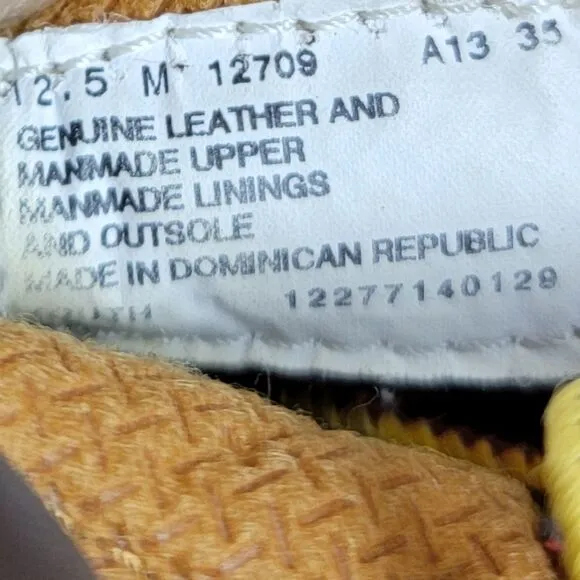 12.5 M 12709 A13 35
GENUINE LEATHER AND
MANMADE UPPER
MANMADE LININGS
AND OUTSOLE
MADE IN DOMINICAN REPUBLIC
12277140129